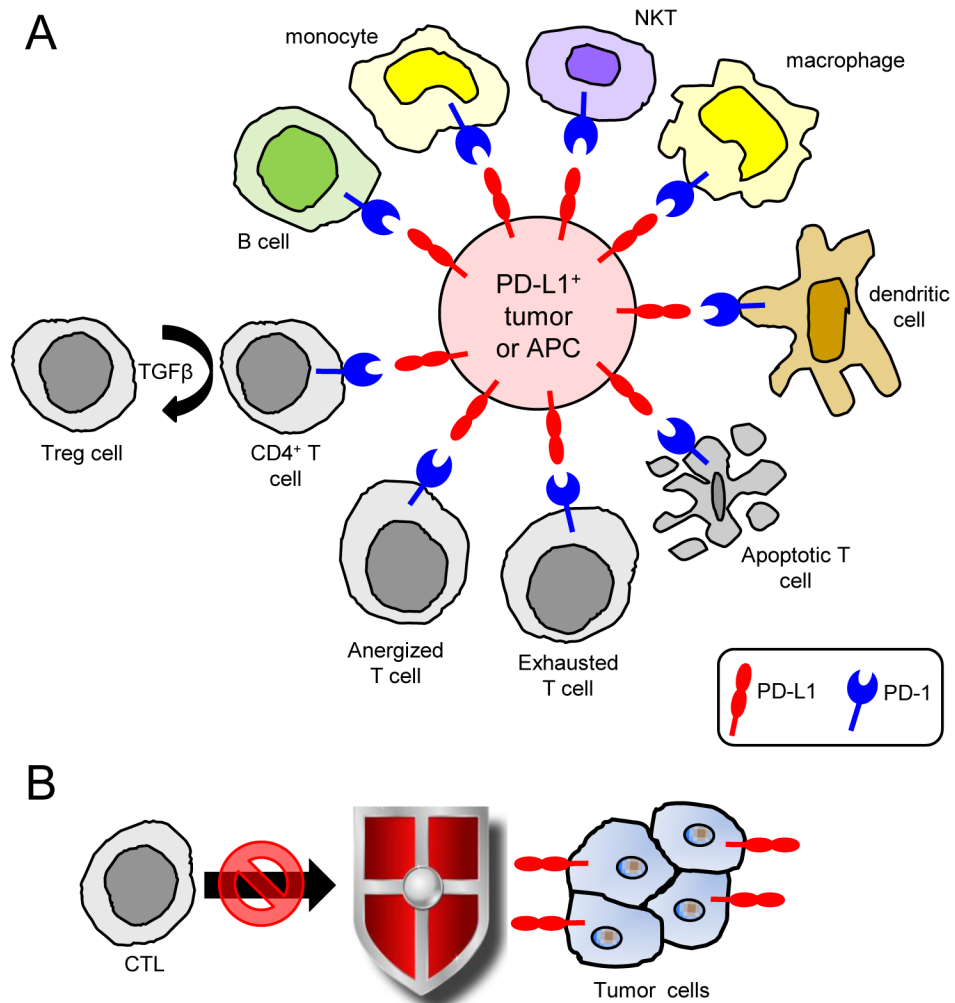 A
NKT
monocyte
macrophage
B cell
PD-L1⁺
tumor
or APC
dendritic
cell
TGFβ
Treg cell
CD4⁺ T
cell
Apoptotic T
cell
Anergized
T cell
Exhausted
T cell
PD-L1
PD-1
B
CTL
Tumor cells